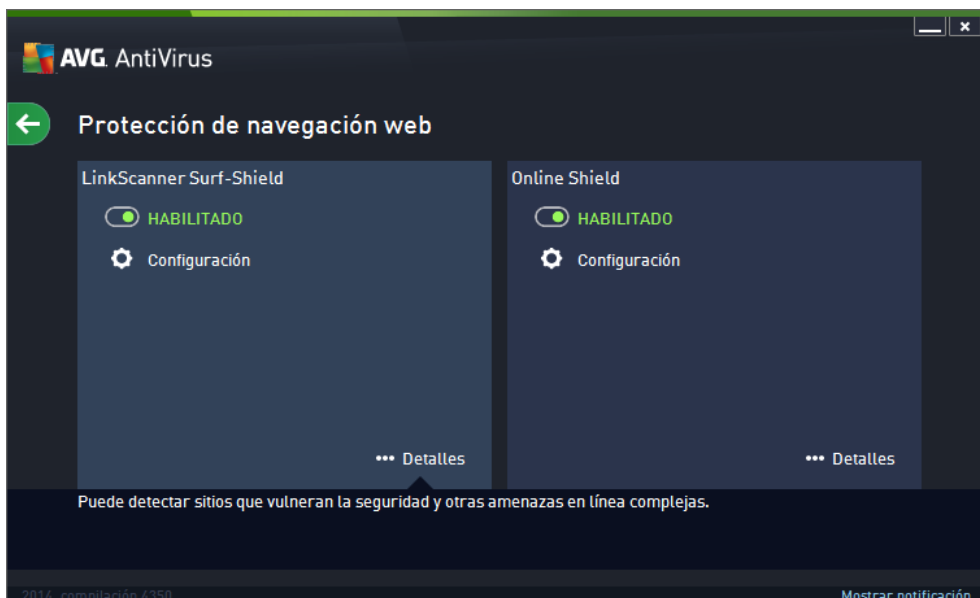 AVG. AntiVirus
Protección de navegación web
LinkScanner Surf-Shield
HABILITADO
Configuración
Detalles
Online Shield
HABILITADO
Configuración
Detalles
Puede detectar sitios que vulneran la seguridad y otras amenazas en línea complejas.
2014 compilación 4350
Mostrar notificación